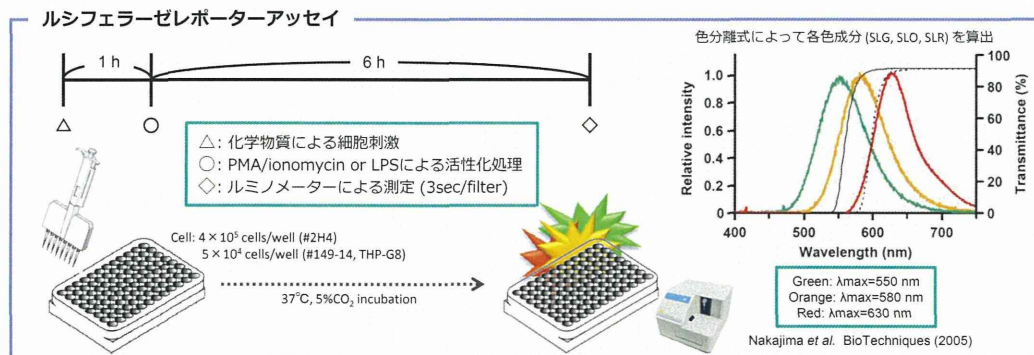 ルシフェラーゼレポーターアッセイ
1 h
6 h
△: 化学物質による細胞刺激
○: PMA/ionomycin or LPSによる活性化処理
◇: ルミノメーターによる測定 (3sec/filter)
Cell: 4×10⁵ cells/well (#2H4)
5×10⁴ cells/well (#149-14, THP-G8)
37℃, 5%CO₂ incubation
色分離式によって各色成分 (SLG, SLO, SLR) を算出
Relative intensity
1.0
0.8
0.6
0.4
0.2
0
100
80
60
40
20
0
Transmittance (%)
400 500 600 700
Wavelength (nm)
Green: λmax=550 nm
Orange: λmax=580 nm
Red: λmax=630 nm
Nakajima et al. BioTechniques (2005)